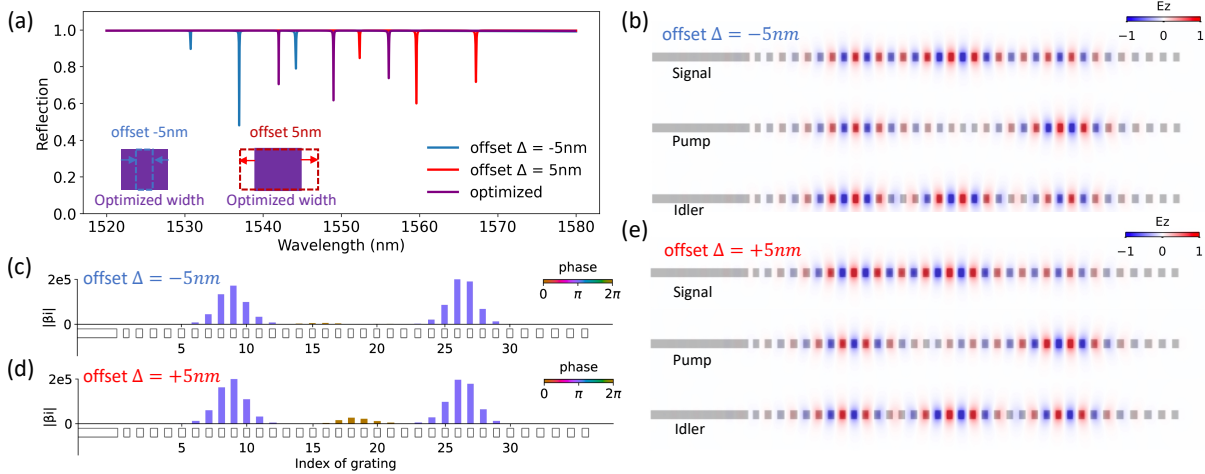 (a)
1.0
0.8
0.6
0.4
0.2
0.0
Reflection
offset -5nm
offset 5nm
Optimized width
Optimized width
offset Δ = -5nm
offset Δ = 5nm
optimized
1520 1530 1540 1550 1560 1570 1580
Wavelength (nm)
(b)
Ez
−1 0 1
offset Δ = −5nm
Signal
Pump
Idler
(c)
offset Δ = −5nm
phase
0 π 2π
2e5
0
|βi|
5 10 15 20 25 30
(d)
offset Δ = +5nm
phase
0 π 2π
2e5
0
|βi|
5 10 15 20 25 30
Index of grating
(e)
Ez
−1 0 1
offset Δ = +5nm
Signal
Pump
Idler